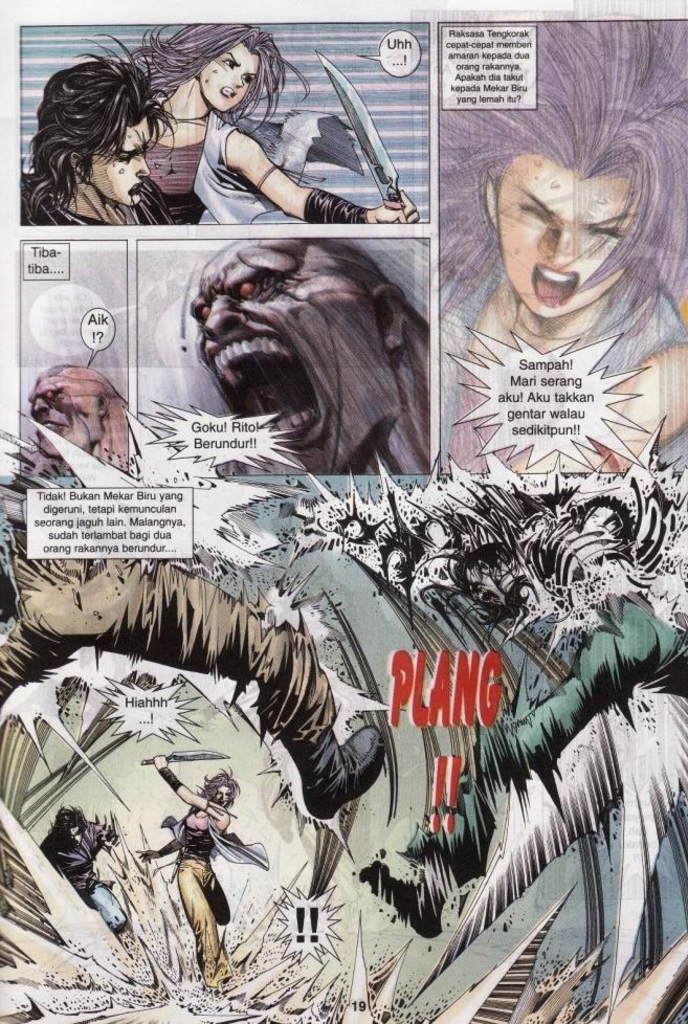 Uhh
...!
Raksasa Tengkorak
cepat-cepat memberi
amaran kepada dua
orang rakannya.
Apakah dia takut
kepada Mekar Biru
yang lemah itu?
Sampah!
Mari serang
aku! Aku takkan
gentar walau
sedikitpun!!
Tiba-
tiba....
Aik
!?
Goku! Rito!
Berundur!!
Tidak! Bukan Mekar Biru yang
digeruni, tetapi kemunculan
seorang jaguh lain. Malangnya,
sudah terlambat bagi dua
orang rakannya berundur....
PLANG
!!
Hiahhh
...!
!!
19